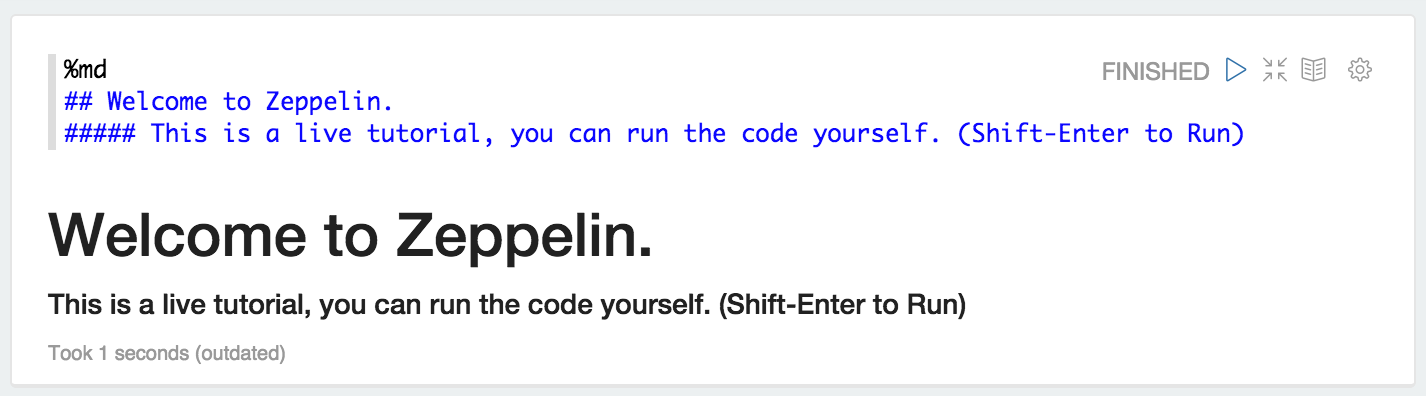 %md
FINISHED
## Welcome to Zeppelin.
##### This is a live tutorial, you can run the code yourself. (Shift-Enter to Run)
Welcome to Zeppelin.
This is a live tutorial, you can run the code yourself. (Shift-Enter to Run)
Took 1 seconds (outdated)